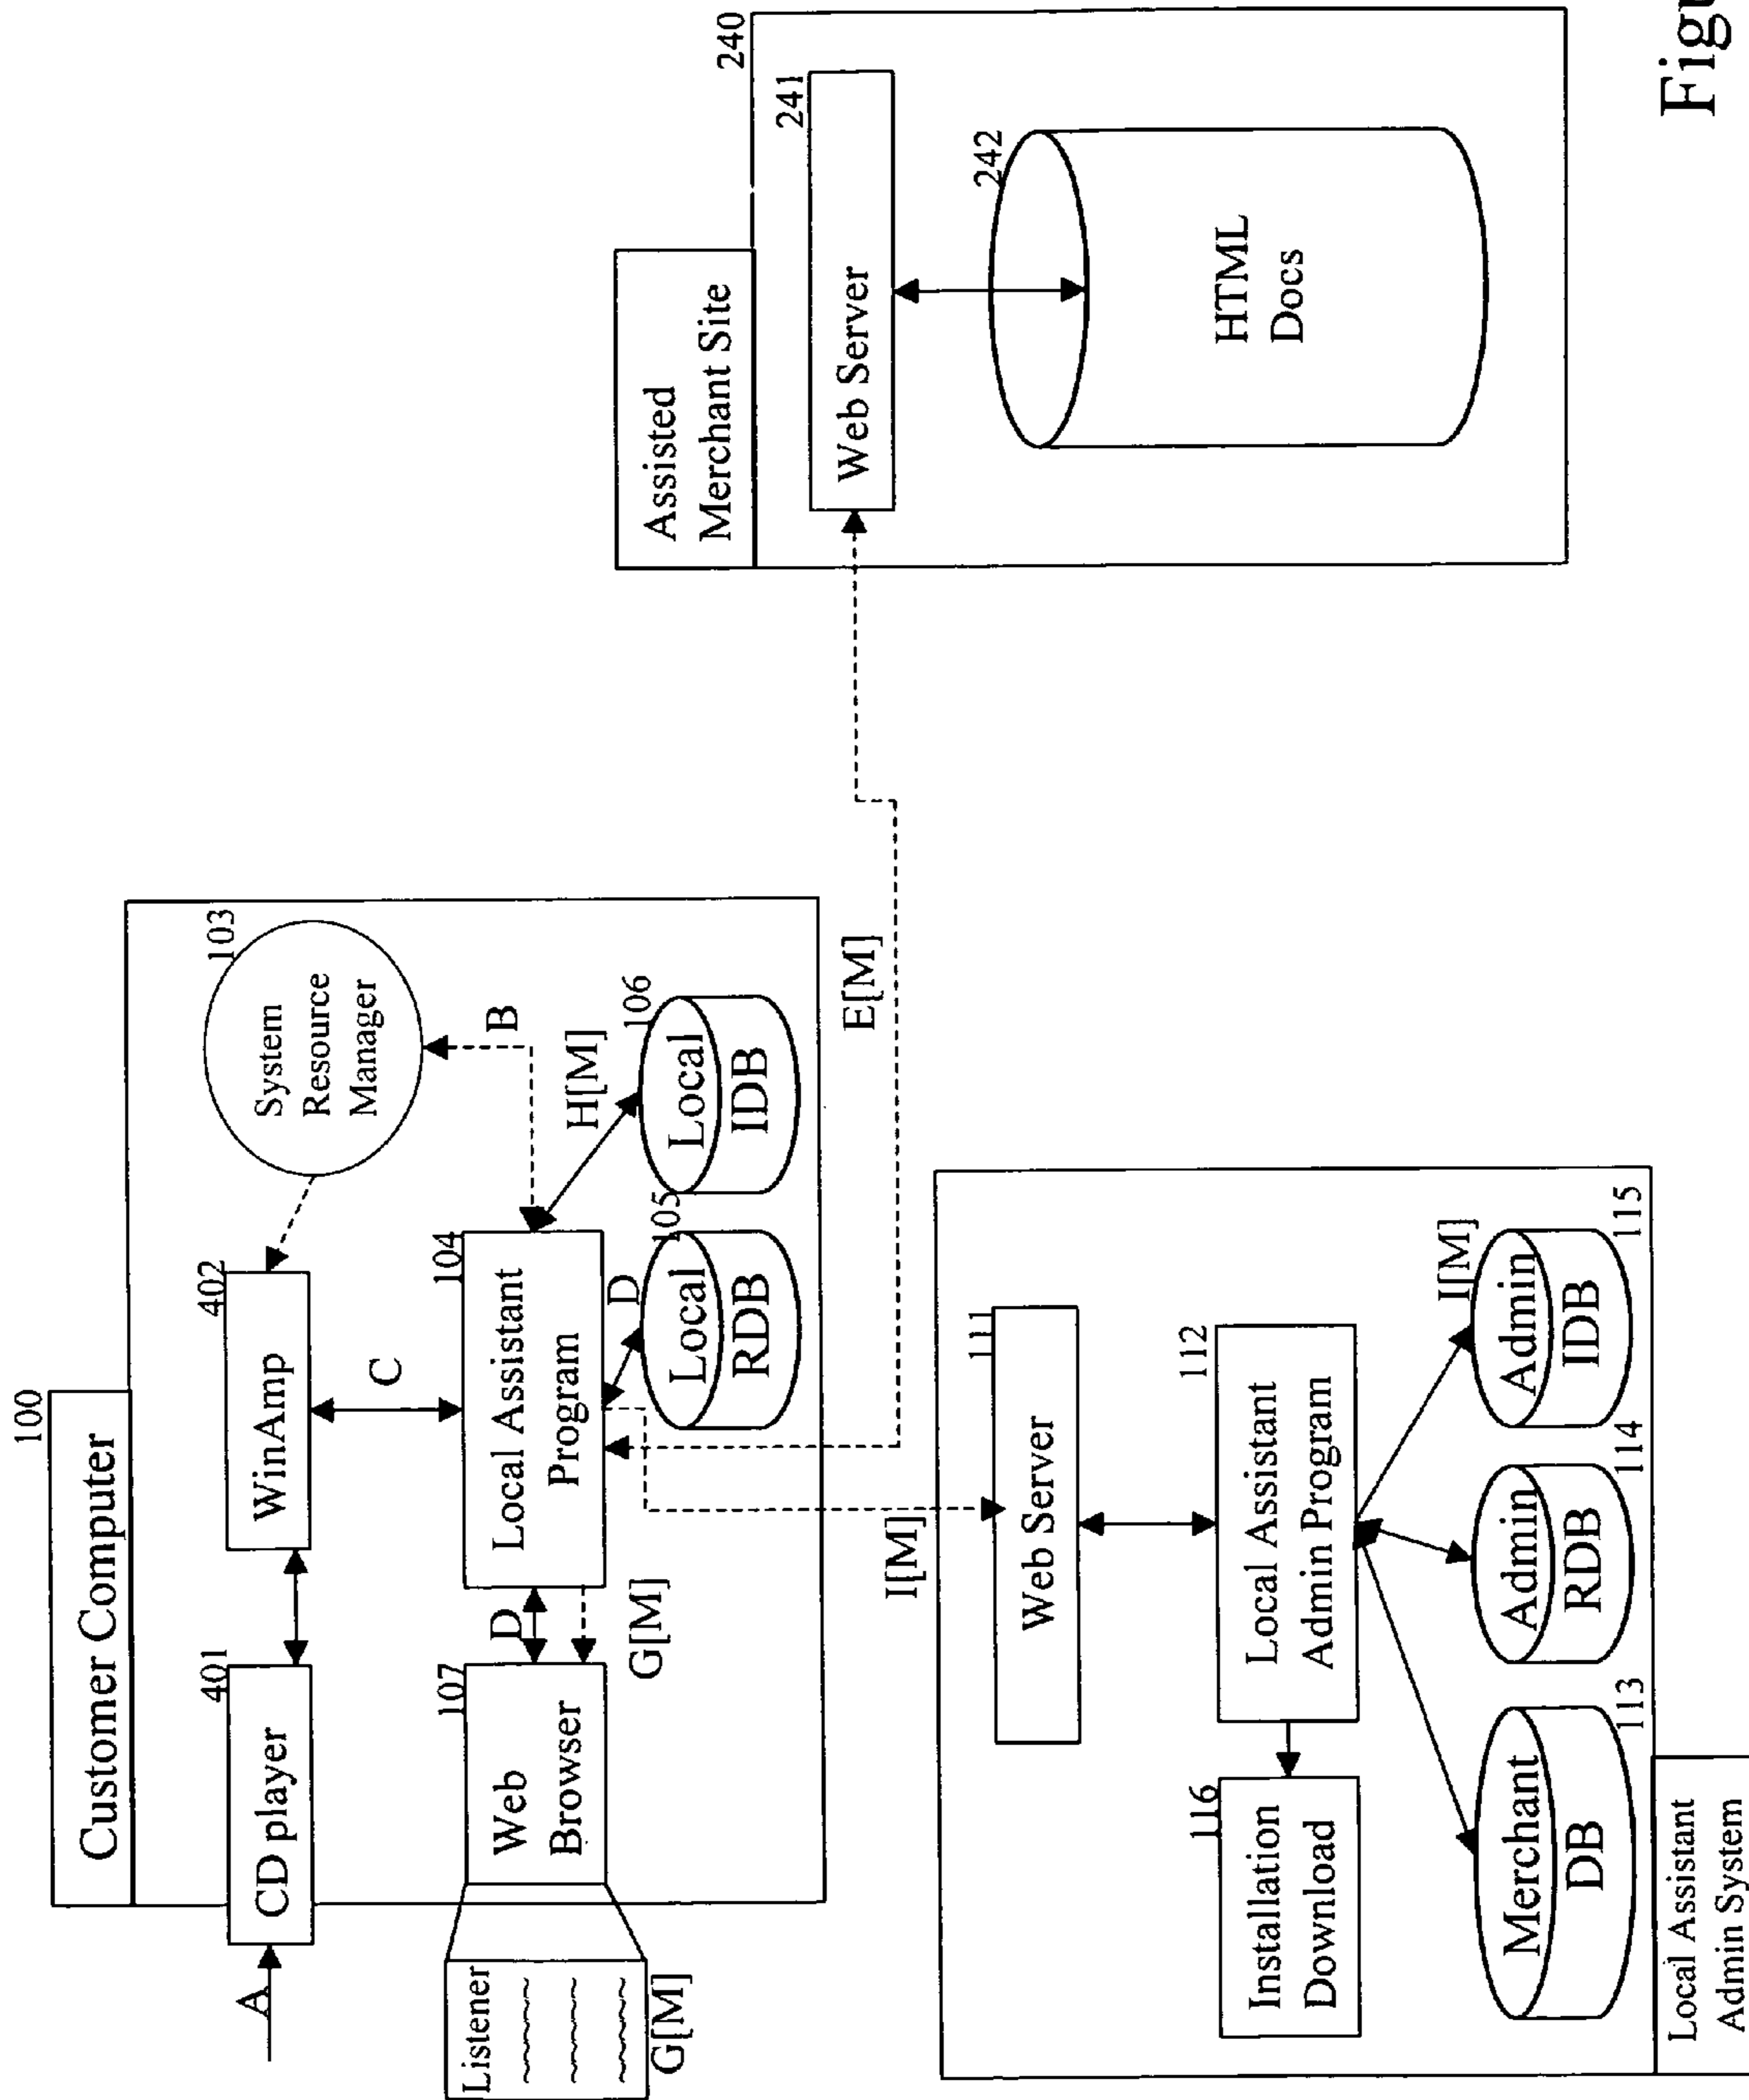 100
Customer Computer
A
401
CD player
402
WinAmp
103
System
Resource
Manager
C
B
Listener
G[M]
107
Web
Browser
D
G[M]
104
Local Assistant
Program
H[M]
D
105
Local
RDB
106
Local
IDB
E[M]
I[M]
Assisted
Merchant Site
240
241
Web Server
242
HTML
Docs
111
Web Server
116
Installation
Download
112
Local Assistant
Admin Program
I[M]
Merchant
DB
113
Admin
RDB
114
Admin
IDB
115
Local Assistant
Admin System